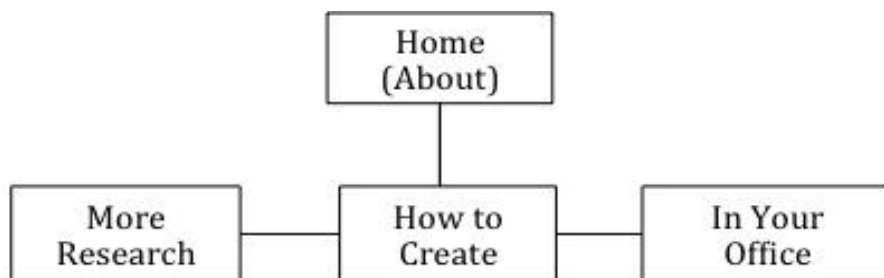 Home
(About)
More
Research
How to
Create
In Your
Office